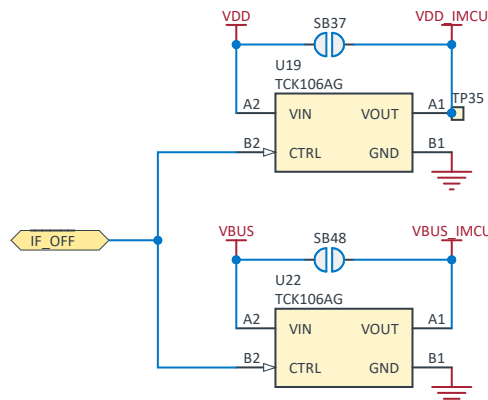 VDD
SB37
VDD_IMCU
U19
TCK106AG
A2
VIN
VOUT
A1
TP35
B2
CTRL
GND
B1
IF_OFF
VBUS
SB48
VBUS_IMCU
U22
TCK106AG
A2
VIN
VOUT
A1
B2
CTRL
GND
B1